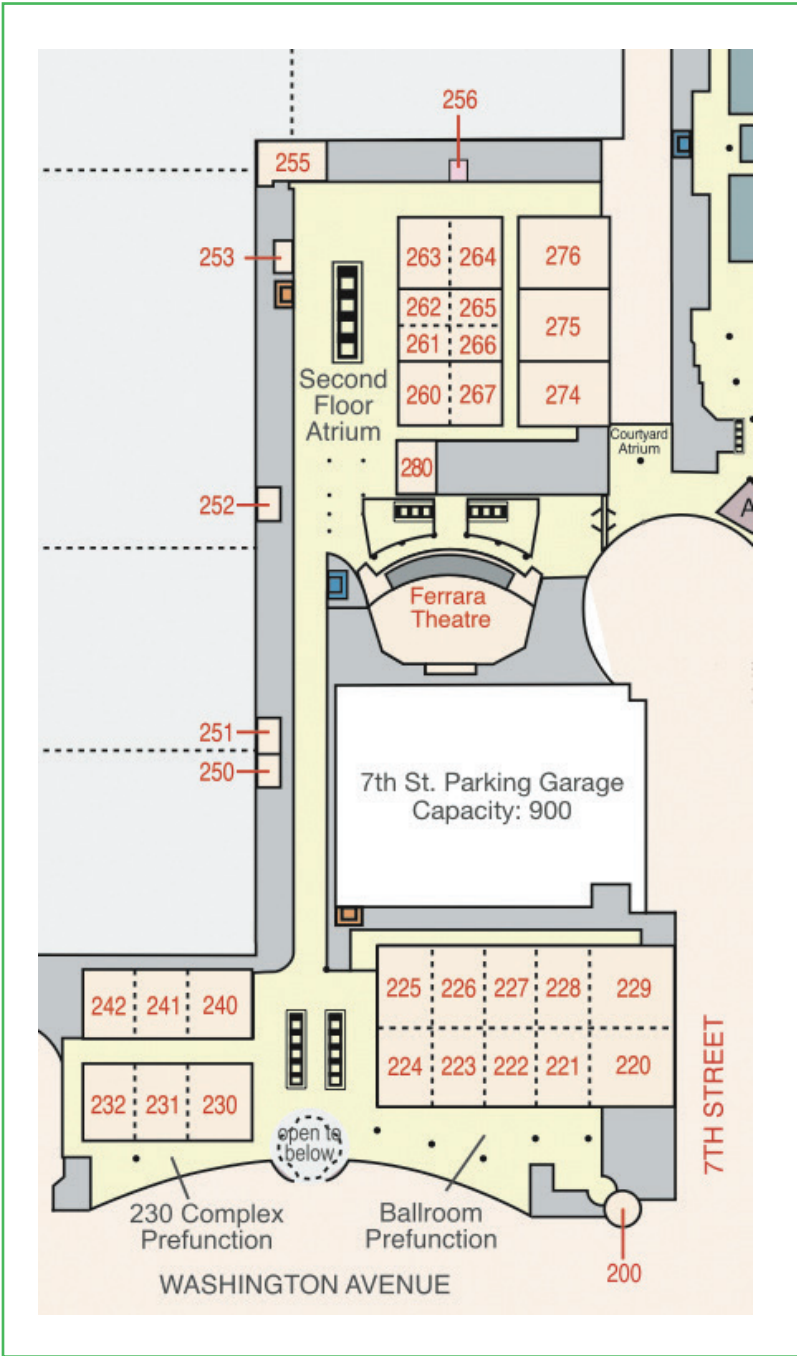 256
255
253
263 264
276
262 265
275
261 266
Second
Floor
Atrium
260 267
274
Courtyard
Atrium
280
252
A
Ferrara
Theatre
251
250
7th St. Parking Garage
Capacity: 900
242 241 240
225 226 227 228 229
232 231 230
224 223 222 221 220
7TH STREET
open to
below
230 Complex
Prefunction
Ballroom
Prefunction
200
WASHINGTON AVENUE